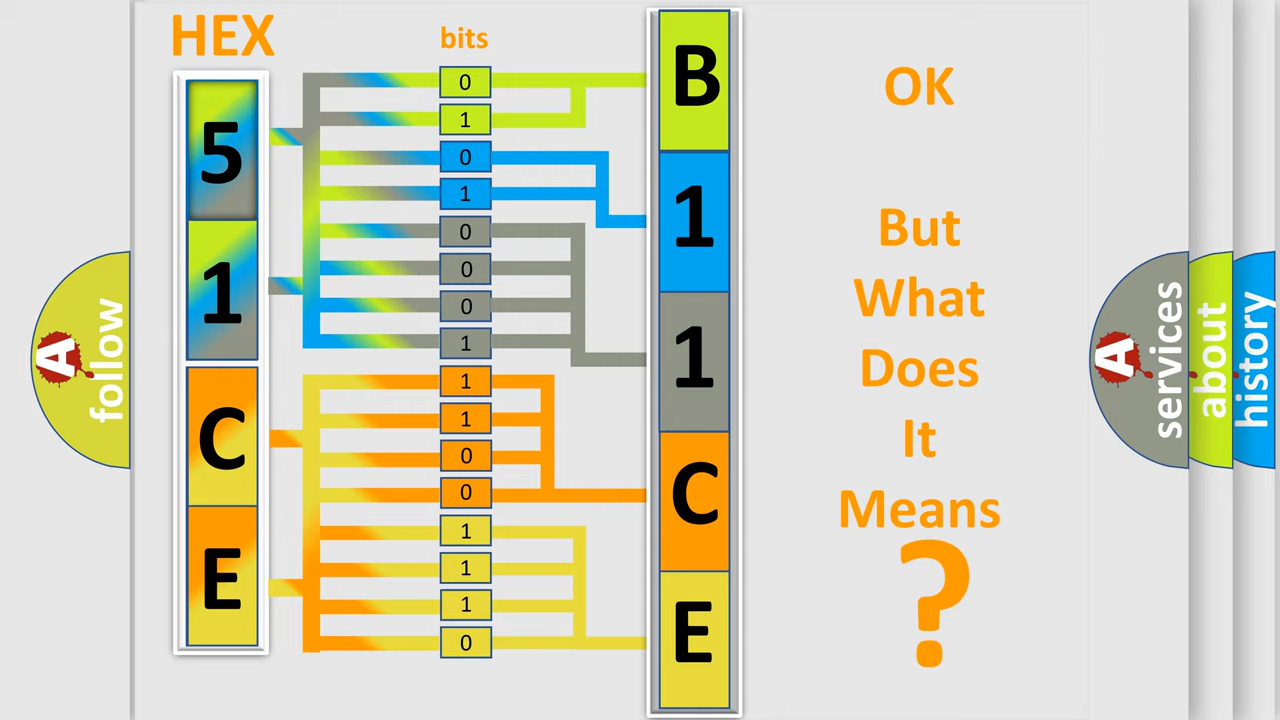 HEX
bits
5
1
C
E
0
1
0
1
0
0
0
1
1
1
0
0
1
1
1
0
B
1
1
C
E
OK
But
What
Does
It
Means
?
A
follow
A
services
about
history